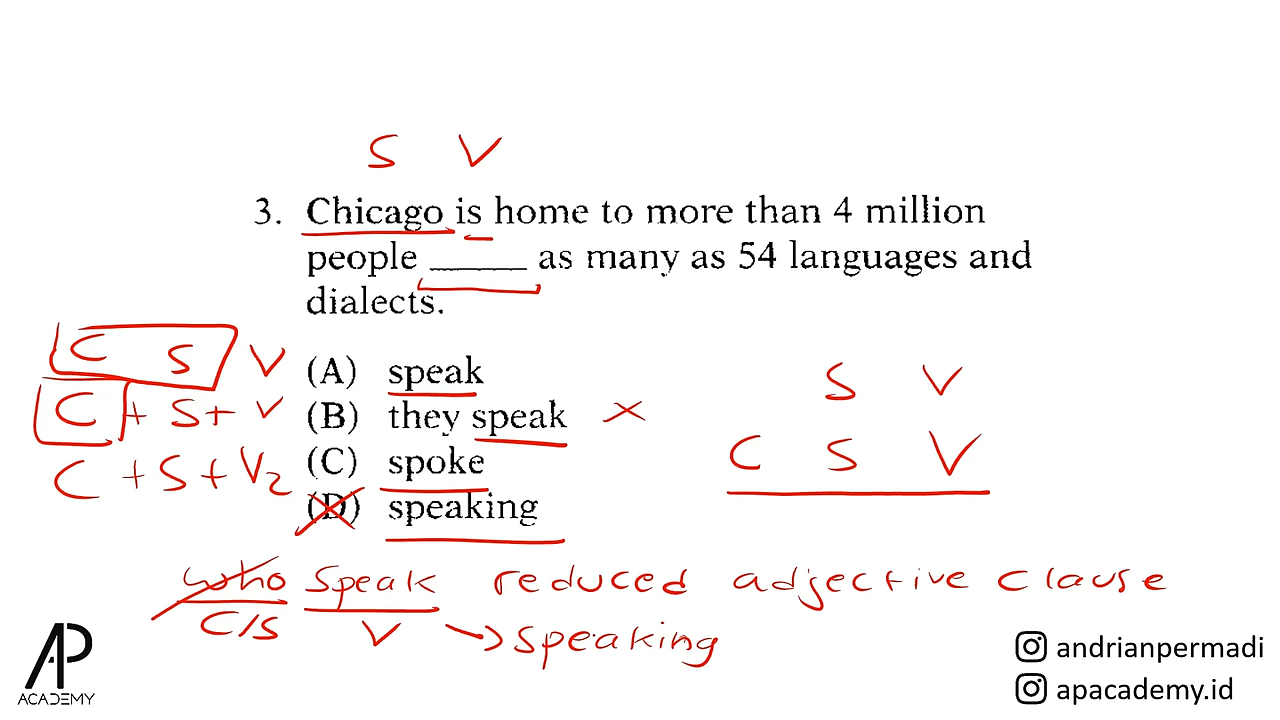 S V
3. Chicago is home to more than 4 million
people ______ as many as 54 languages and
dialects.
C S V (A) speak S V
C + S + V (B) they speak × C S V
C + S + V2 (C) spoke
(D) speaking
who speak reduced adjective clause
C/S V → speaking
AP
ACADEMY
andrianpermadi
apacademy.id